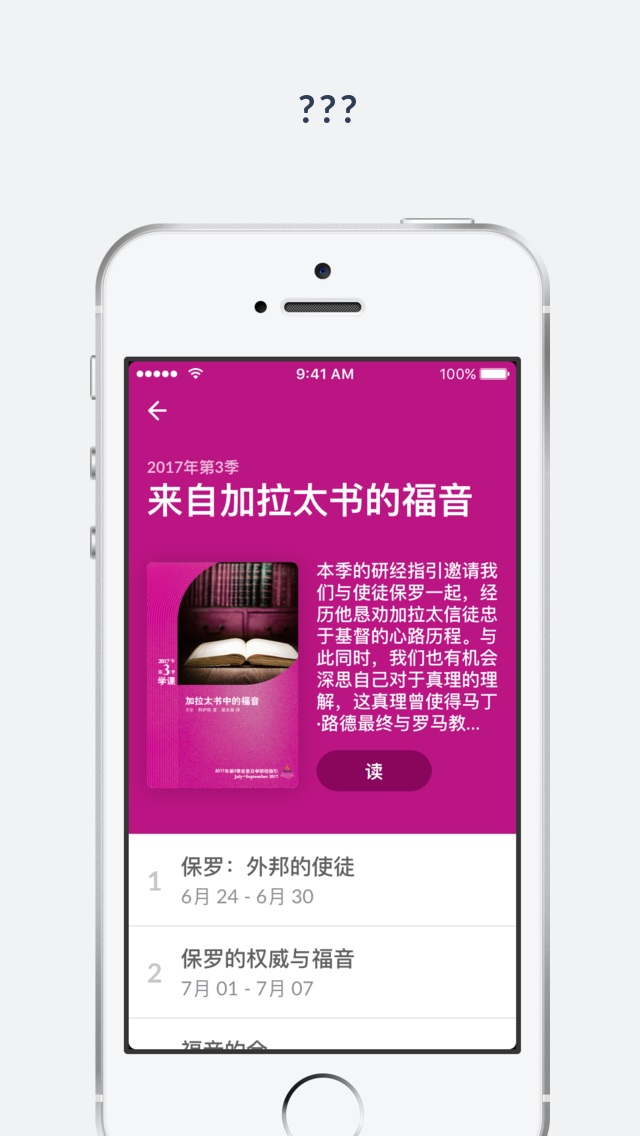 ???
9:41 AM
100%
2017年第3季
来自加拉太书的福音
2017 年
第 3 季
学课
加拉太书中的福音
2017年第3季安息日学研经指引
July~September 2017
本季的研经指引邀请我
们与使徒保罗一起，经
历他恳劝加拉太信徒忠
于基督的心路历程。与
此同时，我们也有机会
深思自己对于真理的理
解，这真理曾使得马丁
·路德最终与罗马教...
读
1
保罗：外邦的使徒
6月 24 - 6月 30
2
保罗的权威与福音
7月 01 - 7月 07